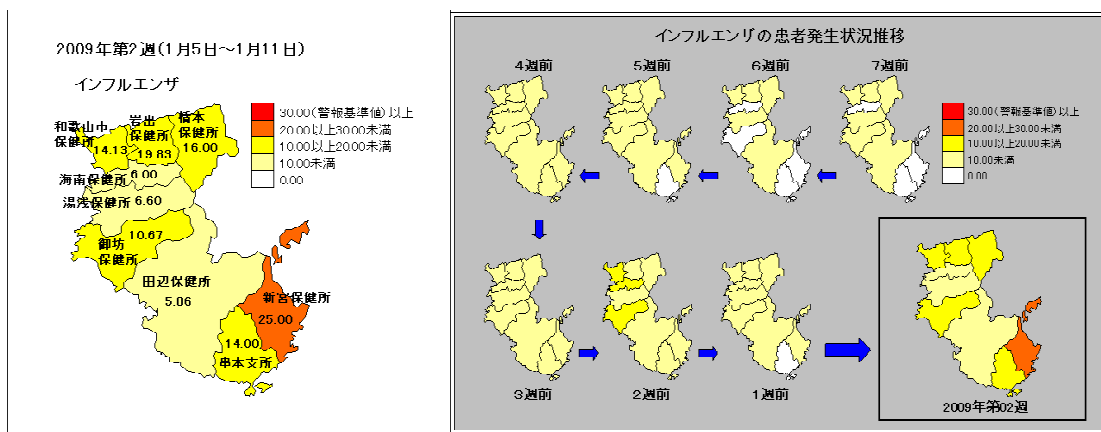 2009年第2週(1月5日～1月11日)
インフルエンザ
和歌山市
保健所
14.13
岩出
保健所
19.83
橋本
保健所
16.00
海南保健所
6.00
湯浅保健所
6.60
10.67
御坊
保健所
田辺保健所
5.06
新宮保健所
25.00
14.00
串本支所
30.00(警報基準値)以上
20.00以上30.00未満
10.00以上20.00未満
10.00未満
0.00
インフルエンザの患者発生状況推移
4週前
5週前
6週前
7週前
30.00(警報基準値)以上
20.00以上30.00未満
10.00以上20.00未満
10.00未満
0.00
3週前
2週前
1週前
2009年第02週